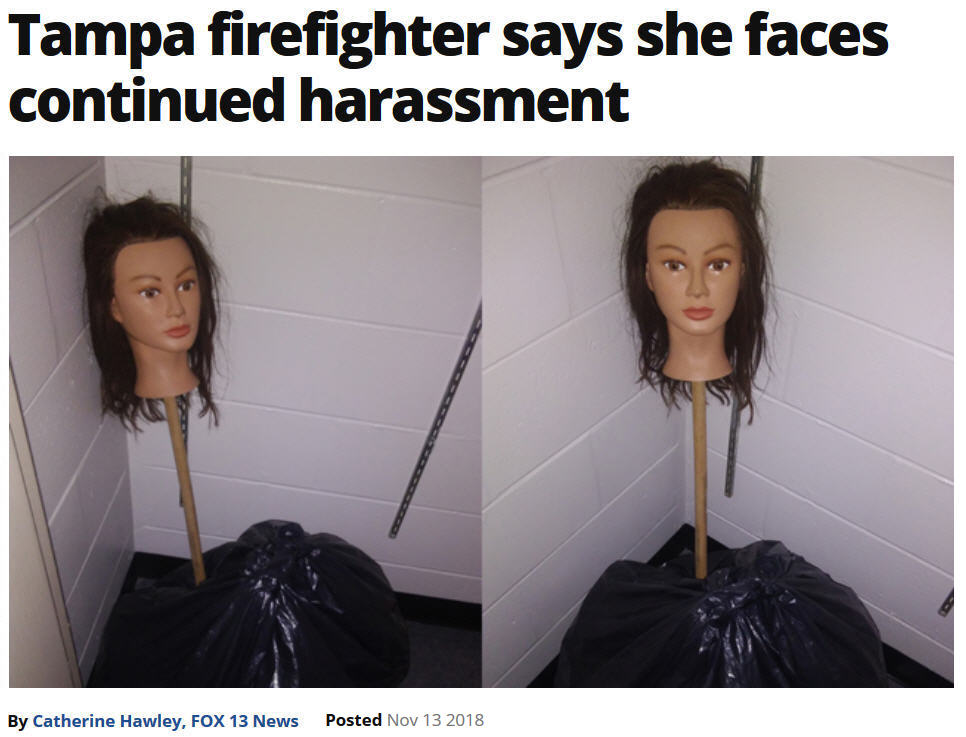 Tampa firefighter says she faces
continued harassment
By Catherine Hawley, FOX 13 News Posted Nov 13 2018